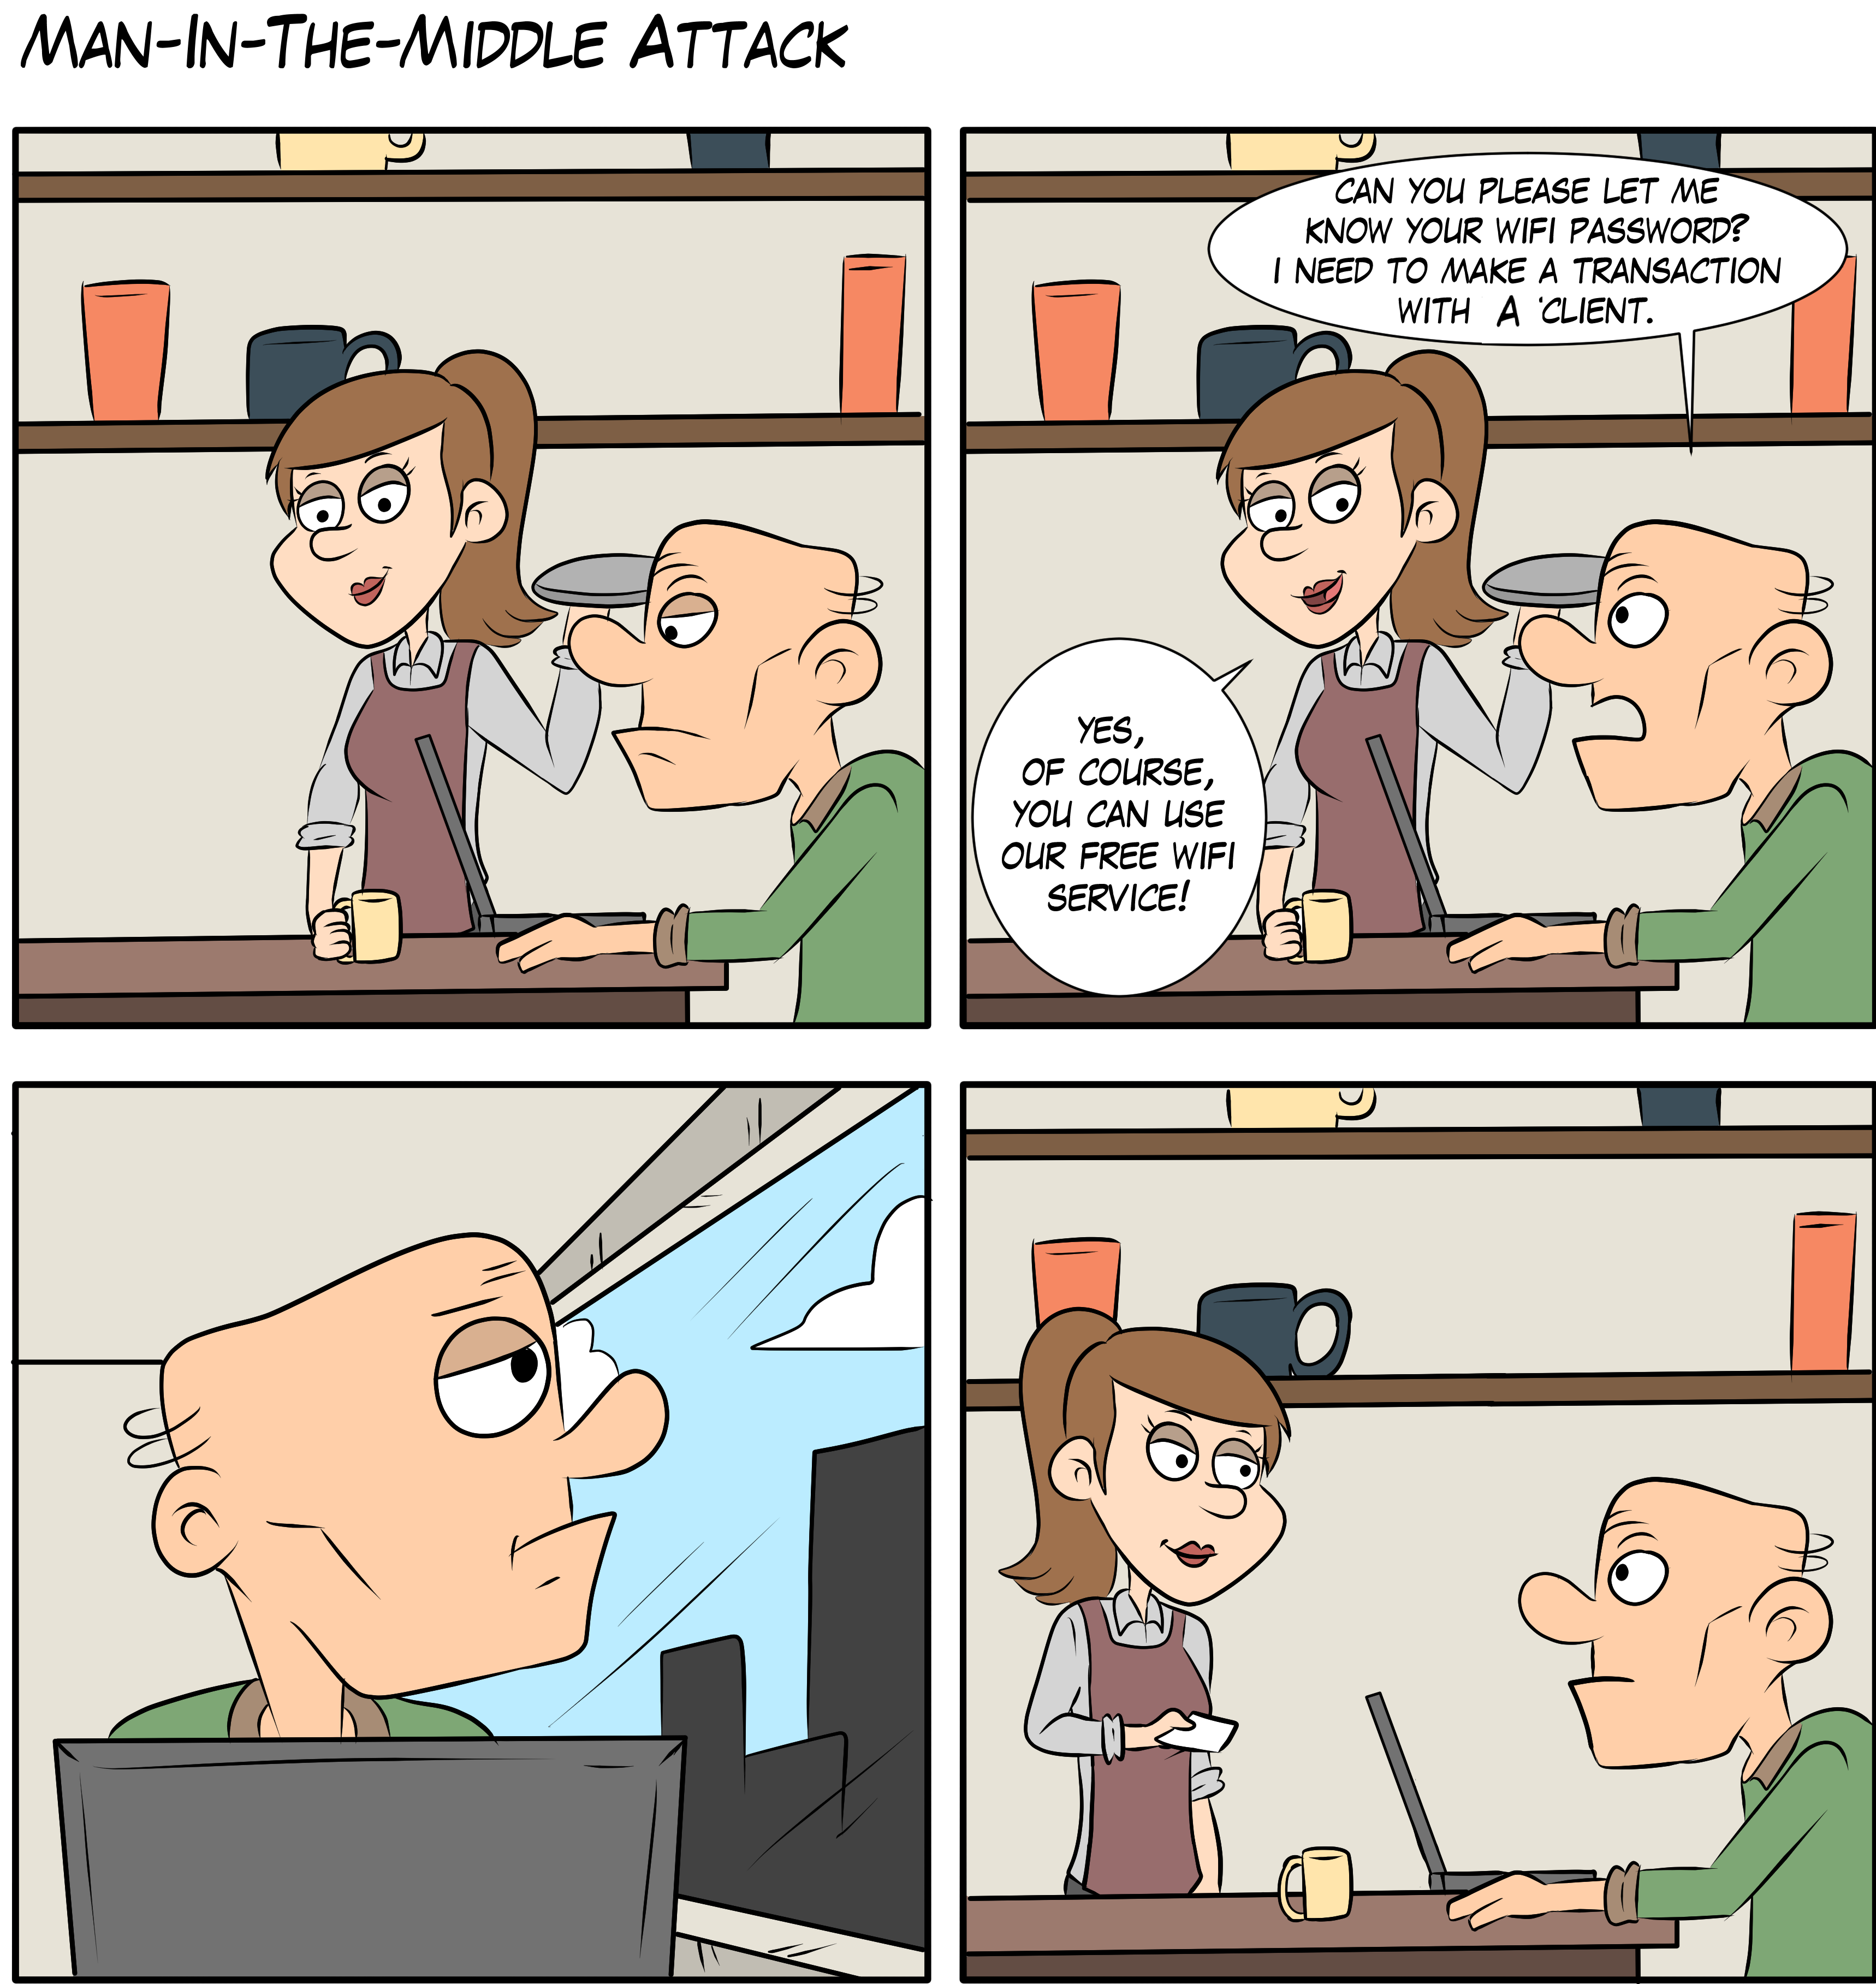 MAN-IN-THE-MIDDLE ATTACK
CAN YOU PLEASE LET ME
KNOW YOUR WIFI PASSWORD?
I NEED TO MAKE A TRANSACTION
WITH A 'CLIENT.
YES,
OF COURSE,
YOU CAN USE
OUR FREE WIFI
SERVICE!